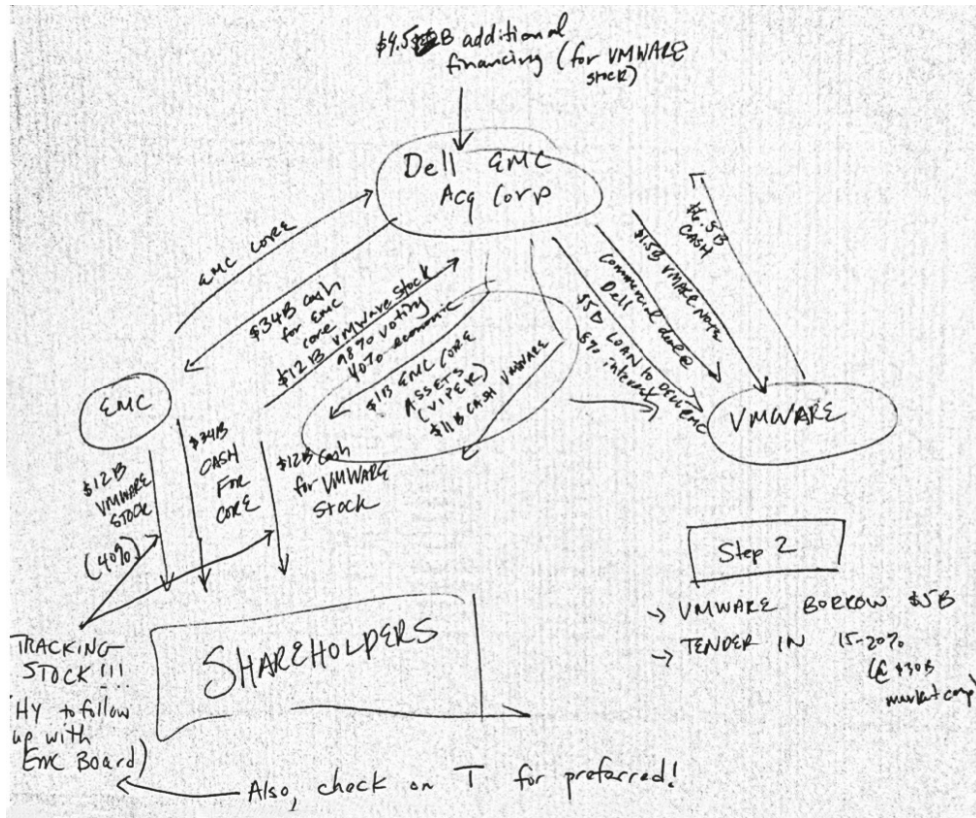 $4.5 B additional
financing (for VMWARE
stock)
Dell EMC
Acq Corp
EMC CORE
$34B cash
for EMC
core
$12B VMware Stock
98% voting
40% economic
$1B EMC CORE
ASSETS
(VIPER)
$11B CASH VMWARE
$5B LOAN to DELL EMC
5% interest
Commercial deal @
Dell
$1.5B VMARE NOTE
$6.5B
CASH
EMC
VMWARE
$12B
VMWARE
STOCK
(40%)
$34B
CASH
FOR
CORE
$12B Cash
for VMWARE
Stock
Step 2
→ VMWARE BORROW $5B
→ TENDER IN 15-20%
(@ $30B
market cap)
SHAREHOLDERS
TRACKING
STOCK!!!
(HY to follow
up with
EMC Board)
Also, check on T for preferred!